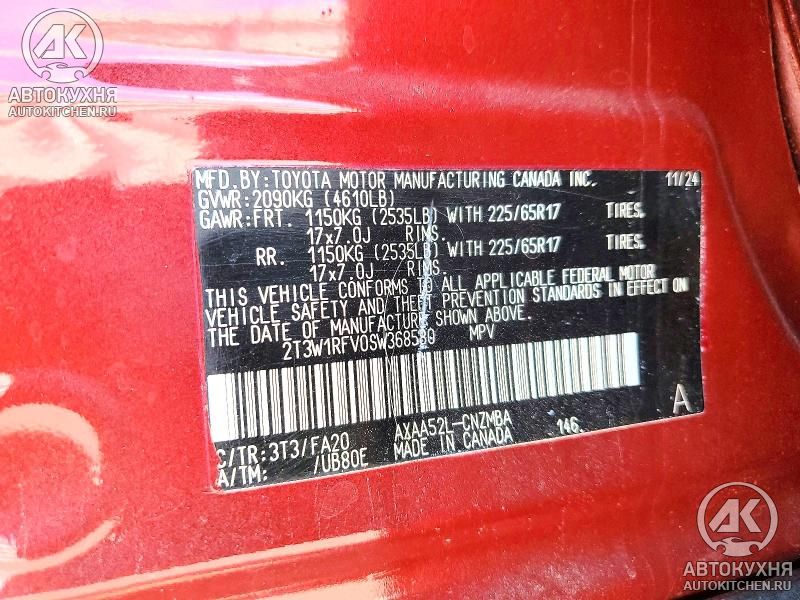 АК
АВТОКУХНЯ
AUTOKITCHEN.RU
MFD. BY: TOYOTA MOTOR MANUFACTURING CANADA INC. 11/24
GVWR: 2090KG (4610LB)
GAWR: FRT. 1150KG (2535LB) WITH 225/65R17 TIRES.
17x7.0J RIMS.
RR. 1150KG (2535LB) WITH 225/65R17 TIRES.
17x7.0J RIMS.
THIS VEHICLE CONFORMS TO ALL APPLICABLE FEDERAL MOTOR
VEHICLE SAFETY AND THEFT PREVENTION STANDARDS IN EFFECT ON
THE DATE OF MANUFACTURE SHOWN ABOVE.
2T3W1RFV0SW368530 MPV
A
C/TR: 3T3/FA20 AXAA52L-CNZMBA 146
A/TM: /UB80E MADE IN CANADA
АК
АВТОКУХНЯ
AUTOKITCHEN.RU